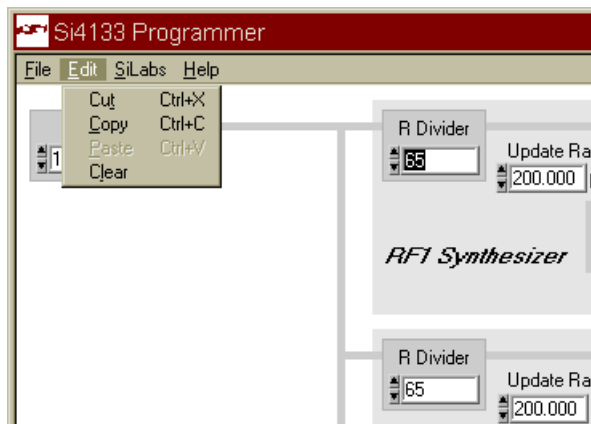 Si4133 Programmer
File Edit SiLabs Help
Cut Ctrl+X
Copy Ctrl+C
Paste Ctrl+V
Clear
1
R Divider
65
Update Ra
200.000
RF1 Synthesizer
R Divider
65
Update Ra
200.000